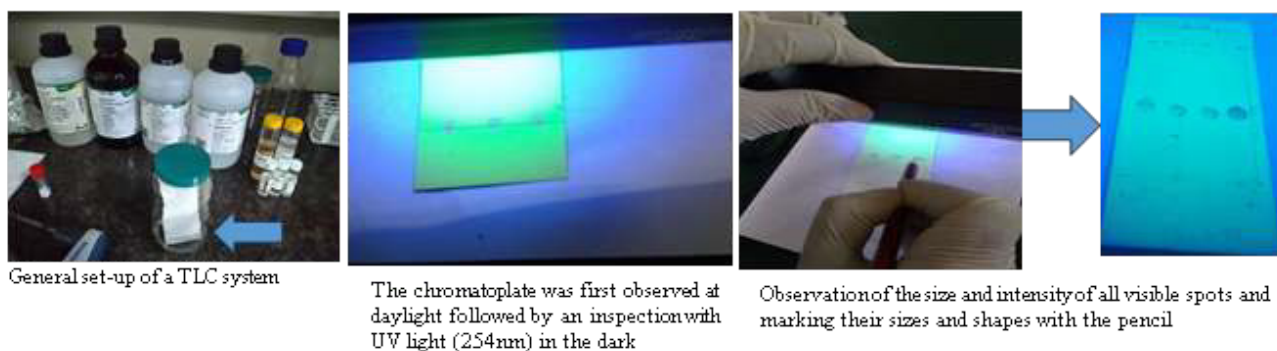 General set-up of a TLC system
The chromatoplate was first observed at
daylight followed by an inspection with
UV light (254nm) in the dark
Observation of the size and intensity of all visible spots and
marking their sizes and shapes with the pencil